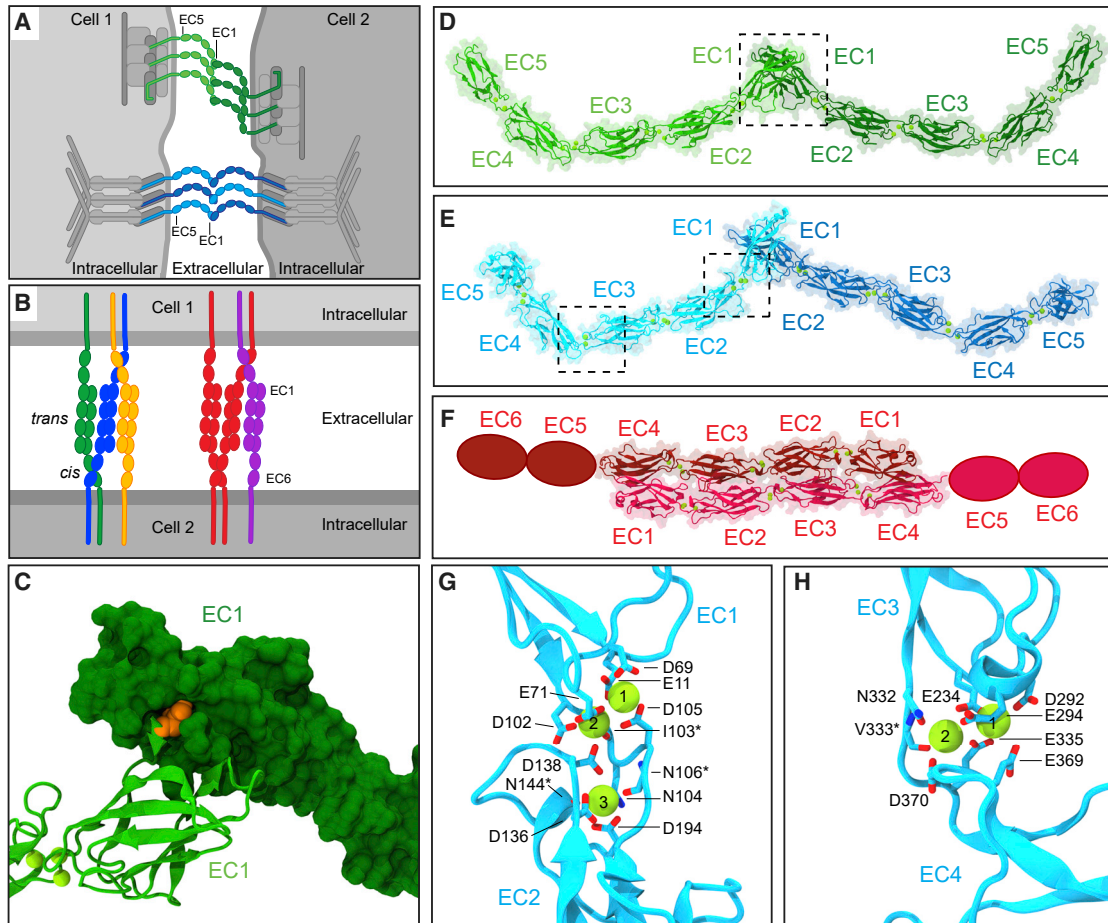 A
Cell 1
Cell 2
EC5
EC1
EC5
EC1
Intracellular
Extracellular
Intracellular
B
Cell 1
Intracellular
trans
EC1
Extracellular
cis
EC6
Cell 2
Intracellular
C
EC1
EC1
D
EC5
EC1
EC1
EC5
EC3
EC3
EC4
EC2
EC2
EC4
E
EC1
EC1
EC5
EC3
EC3
EC4
EC2
EC2
EC5
EC4
F
EC6
EC5
EC4
EC3
EC2
EC1
EC1
EC2
EC3
EC4
EC5
EC6
G
EC1
D69
E11
E71
1
D105
D102
2
I103*
D138
N106*
N144*
3
N104
D136
D194
EC2
H
EC3
N332
E234
D292
1
E294
V333*
2
E335
E369
D370
EC4